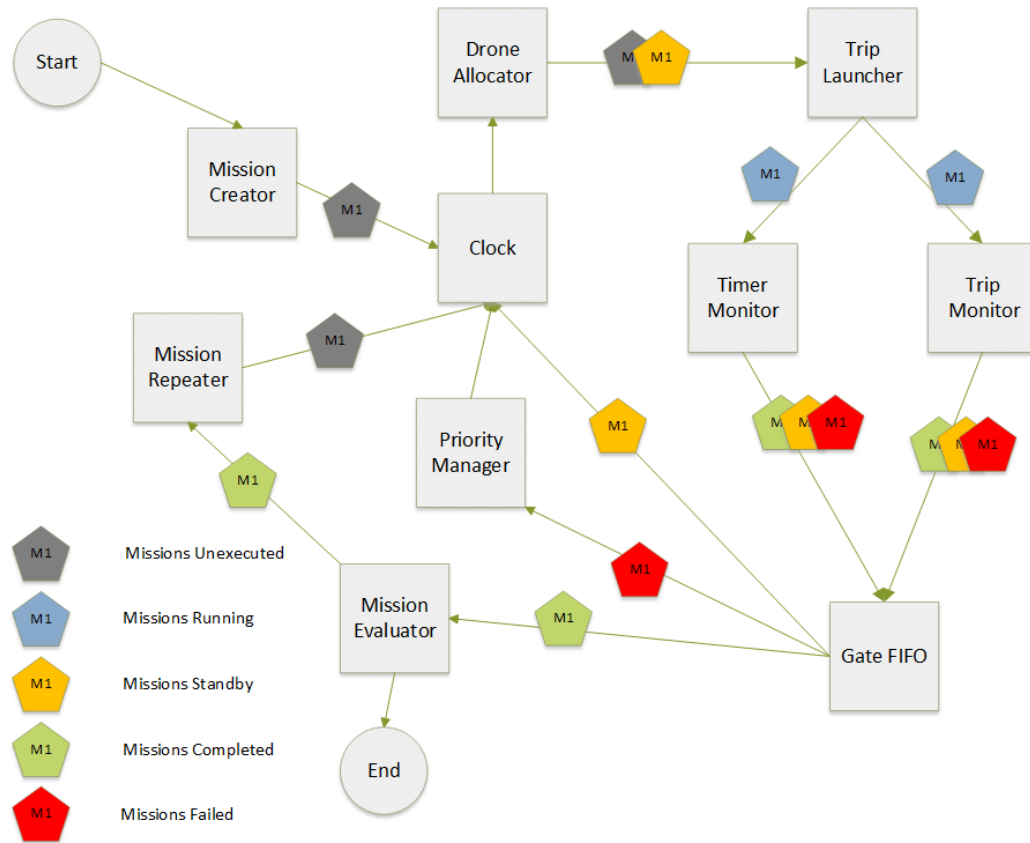 Start
Drone
Allocator
M
M1
Trip
Launcher
Mission
Creator
M1
M1
M1
Clock
Timer
Monitor
Trip
Monitor
Mission
Repeater
M1
Priority
Manager
M1
M
M
M1
M
M
M1
M1
Missions Unexecuted
M1
M1
Missions Running
M1
Mission
Evaluator
M1
Gate FIFO
Missions Standby
M1
Missions Completed
M1
End
Missions Failed
M1